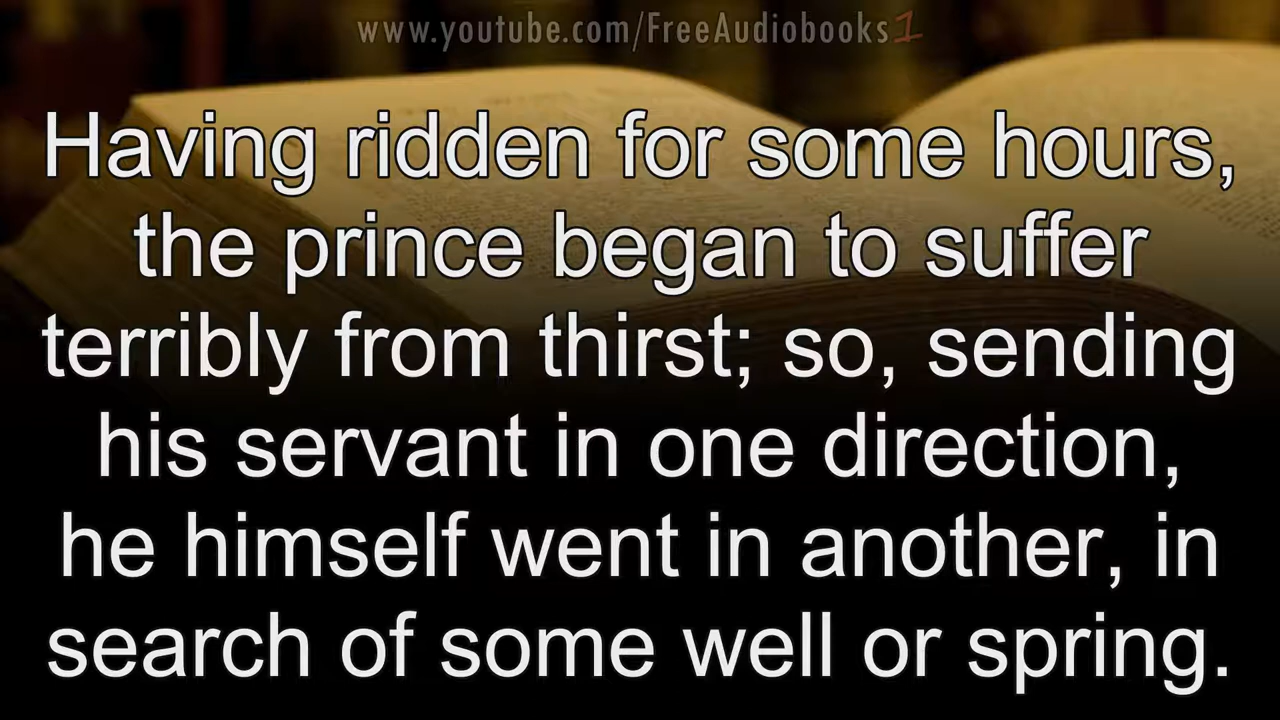 www.youtube.com/FreeAudiobooks1
Having ridden for some hours,
the prince began to suffer
terribly from thirst; so, sending
his servant in one direction,
he himself went in another, in
search of some well or spring.